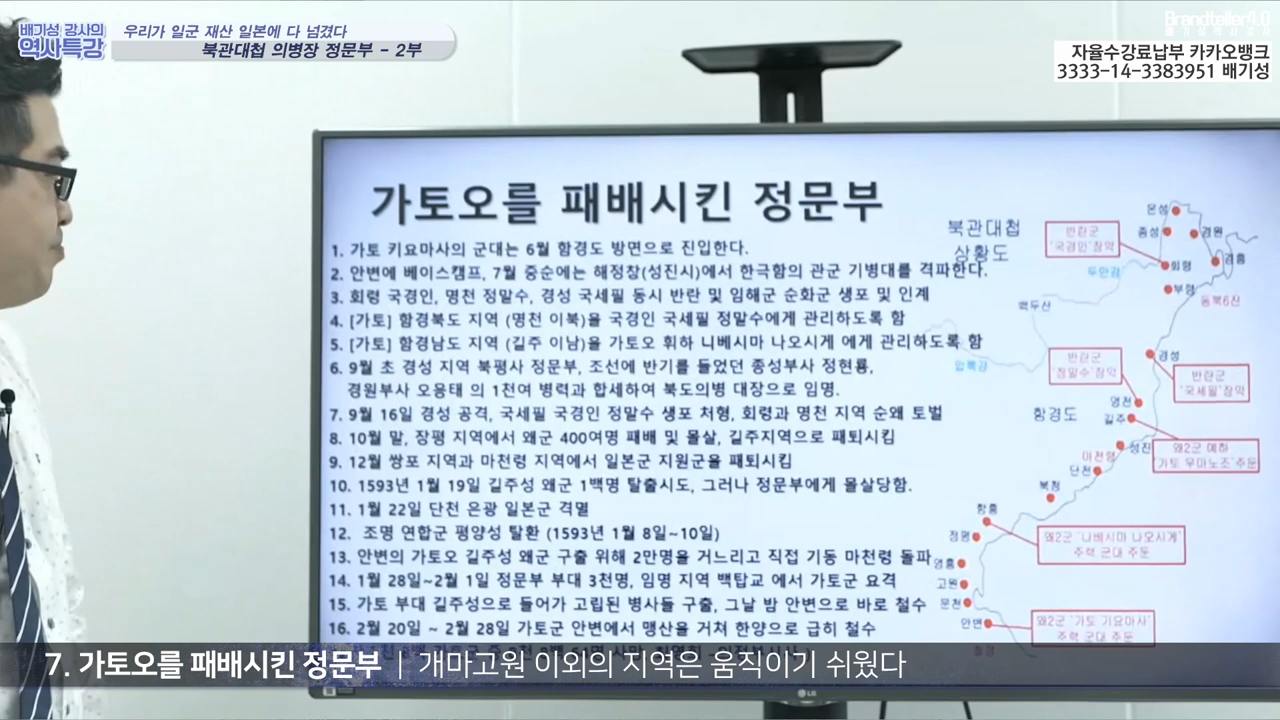 배기성 강사의
역사특강
우리가 일군 재산 일본에 다 넘겼다
북관대첩 의병장 정문부 - 2부
Brandteller4.0
자율수강료납부 카카오뱅크
3333-14-3383951 배기성
가토오를 패배시킨 정문부
1. 가토 키요마사의 군대는 6월 함경도 방면으로 진입한다.
2. 안변에 베이스캠프, 7월 중순에는 해정창(성진시)에서 한극함의 관군 기병대를 격파한다.
3. 회령 국경인, 명천 정말수, 경성 국세필 동시 반란 및 임해군 순화군 생포 및 인계
4. [가토] 함경북도 지역 (명천 이북)을 국경인 국세필 정말수에게 관리하도록 함
5. [가토] 함경남도 지역 (길주 이남)을 가토오 휘하 니베시마 나오시게 에게 관리하도록 함
6. 9월 초 경성 지역 북평사 정문부, 조선에 반기를 들었던 종성부사 정현룡,
경원부사 오응태 의 1천여 병력과 합세하여 북도의병 대장으로 임명.
7. 9월 16일 경성 공격, 국세필 국경인 정말수 생포 처형, 회령과 명천 지역 순왜 토벌
8. 10월 말, 장평 지역에서 왜군 400여명 패배 및 몰살, 길주지역으로 패퇴시킴
9. 12월 쌍포 지역과 마천령 지역에서 일본군 지원군을 패퇴시킴
10. 1593년 1월 19일 길주성 왜군 1백명 탈출시도, 그러나 정문부에게 몰살당함.
11. 1월 22일 단천 은광 일본군 격멸
12. 조명 연합군 평양성 탈환 (1593년 1월 8일~10일)
13. 안변의 가토오 길주성 왜군 구출 위해 2만명을 거느리고 직접 기동 마천령 돌파
14. 1월 28일~2월 1일 정문부 부대 3천명, 임명 지역 백탑교 에서 가토군 요격
15. 가토 부대 길주성으로 들어가 고립된 병사들 구출, 그날 밤 안변으로 바로 철수
16. 2월 20일 ~ 2월 28일 가토군 안변에서 맹산을 거쳐 한양으로 급히 철수
북관대첩
상황도
반란군
'국경인' 장악
온성
종성
경원
회령
경흥
부령
동북6진
두만강
백두산
압록강
경성
반란군
'정말수' 장악
반란군
'국세필' 장악
명천
길주
함경도
왜2군 예하
'가토 우마노조' 주둔
성진
마천령
단천
북청
함흥
정평
왜2군 '나베시마 나오시게'
주력 군대 주둔
영흥
고원
문천
안변
왜2군 '가토 기요마사'
주력 군대 주둔
7. 가토오를 패배시킨 정문부 | 개마고원 이외의 지역은 움직이기 쉬웠다
LG